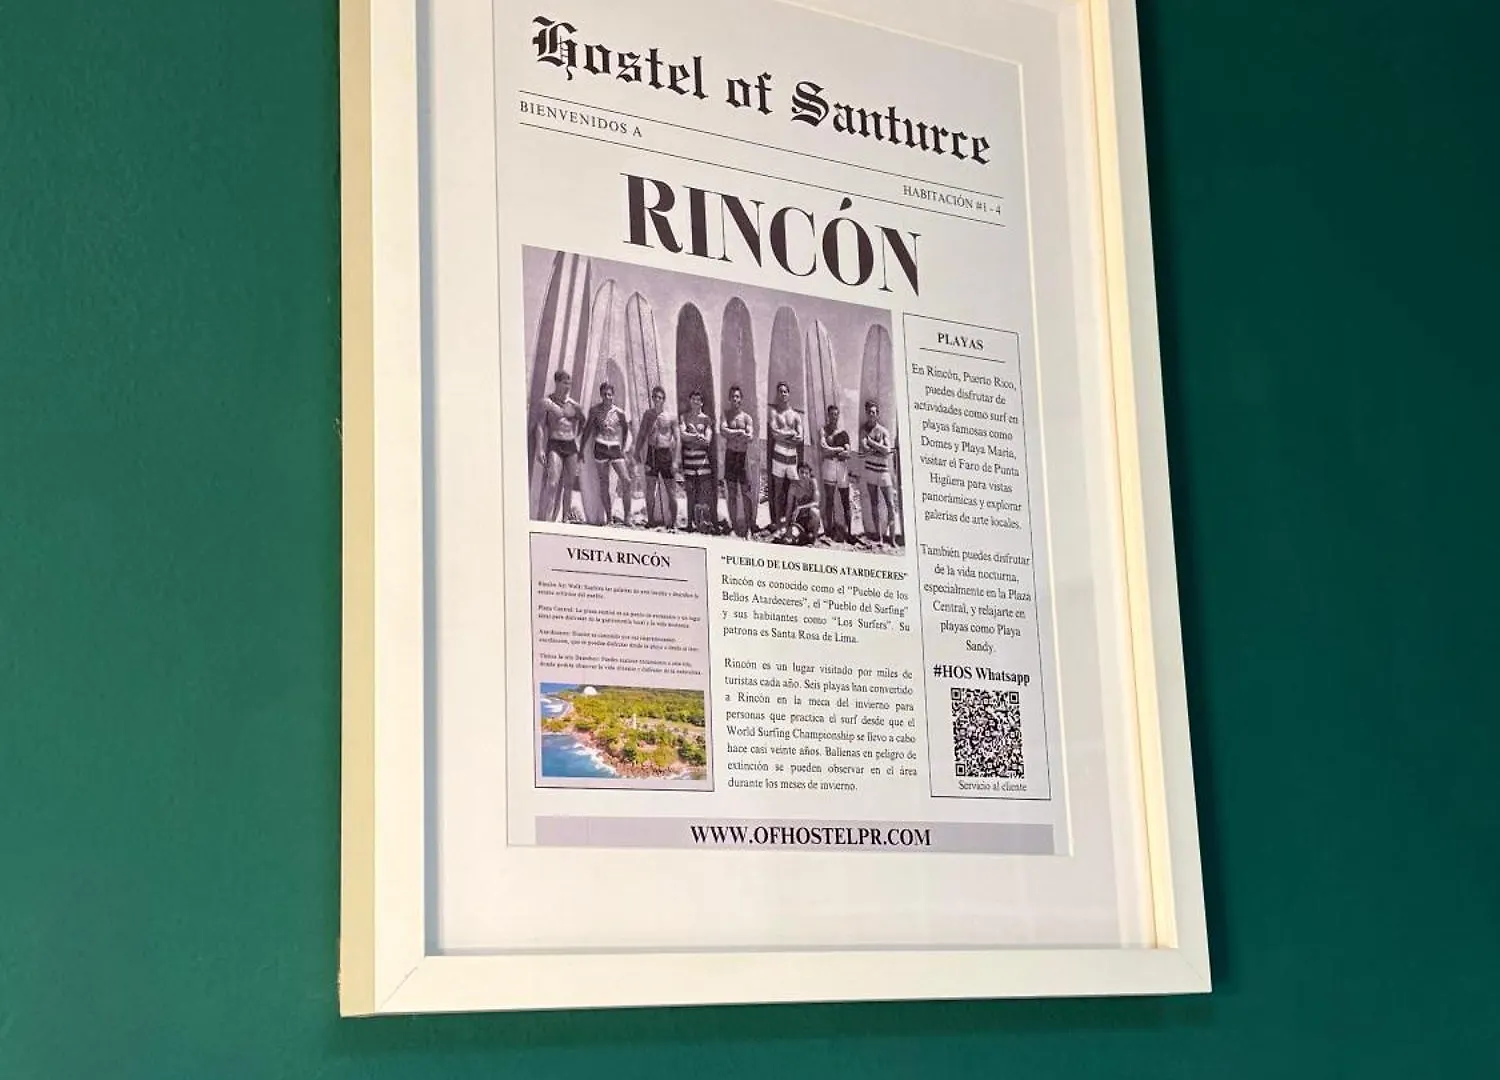 Hostel of Santurce
BIENVENIDOS A
HABITACIÓN #1 - 4
RINCÓN
PLAYAS
En Rincón, Puerto Rico,
puedes disfrutar de
actividades como surf en
playas famosas como
Domes y Playa María,
visitar el Faro de Punta
Higüera para vistas
panorámicas y explorar
galerías de arte locales.
También puedes disfrutar
de la vida nocturna,
especialmente en la Plaza
Central, y relajarte en
playas como Playa
Sandy.
#HOS Whatsapp
Servicio al cliente
VISITA RINCÓN
"PUEBLO DE LOS BELLOS ATARDECERES"
Rincón es conocido como el "Pueblo de los
Bellos Atardeceres", el "Pueblo del Surfing"
y sus habitantes como "Los Surfers". Su
patrona es Santa Rosa de Lima.
Rincón es un lugar visitado por miles de
turistas cada año. Seis playas han convertido
a Rincón en la meca del invierno para
personas que practica el surf desde que el
World Surfing Championship se llevo a cabo
hace casi veinte años. Ballenas en peligro de
extinción se pueden observar en el área
durante los meses de invierno.
WWW.OFHOSTELPR.COM